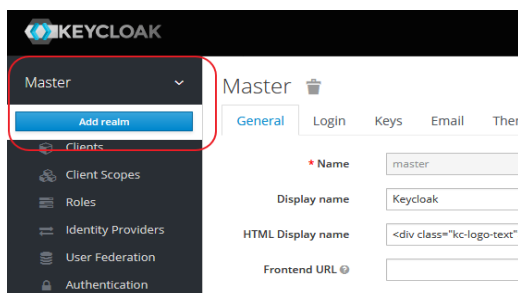 KEYCLOAK
Master
Add realm
Clients
Client Scopes
Roles
Identity Providers
User Federation
Authentication
Master
General Login Keys Email
* Name master
Display name Keycloak
HTML Display name <div class="kc-logo-text"
Frontend URL